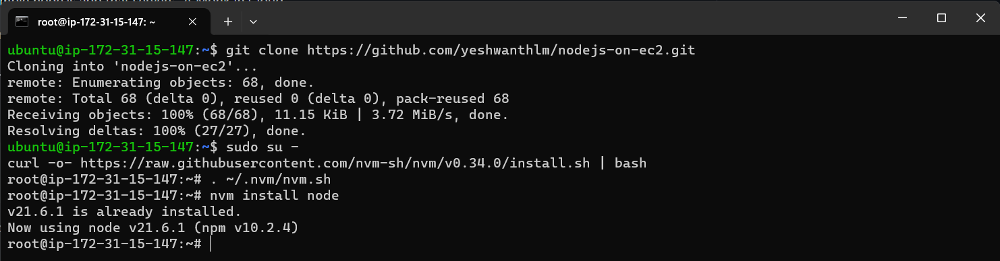 root@ip-172-31-15-147: ~
ubuntu@ip-172-31-15-147:~$ git clone https://github.com/yeshwanthlm/nodejs-on-ec2.git
Cloning into 'nodejs-on-ec2'...
remote: Enumerating objects: 68, done.
remote: Total 68 (delta 0), reused 0 (delta 0), pack-reused 68
Receiving objects: 100% (68/68), 11.15 KiB | 3.72 MiB/s, done.
Resolving deltas: 100% (27/27), done.
ubuntu@ip-172-31-15-147:~$ sudo su -
curl -o- https://raw.githubusercontent.com/nvm-sh/nvm/v0.34.0/install.sh | bash
root@ip-172-31-15-147:~# . ~/.nvm/nvm.sh
root@ip-172-31-15-147:~# nvm install node
v21.6.1 is already installed.
Now using node v21.6.1 (npm v10.2.4)
root@ip-172-31-15-147:~#